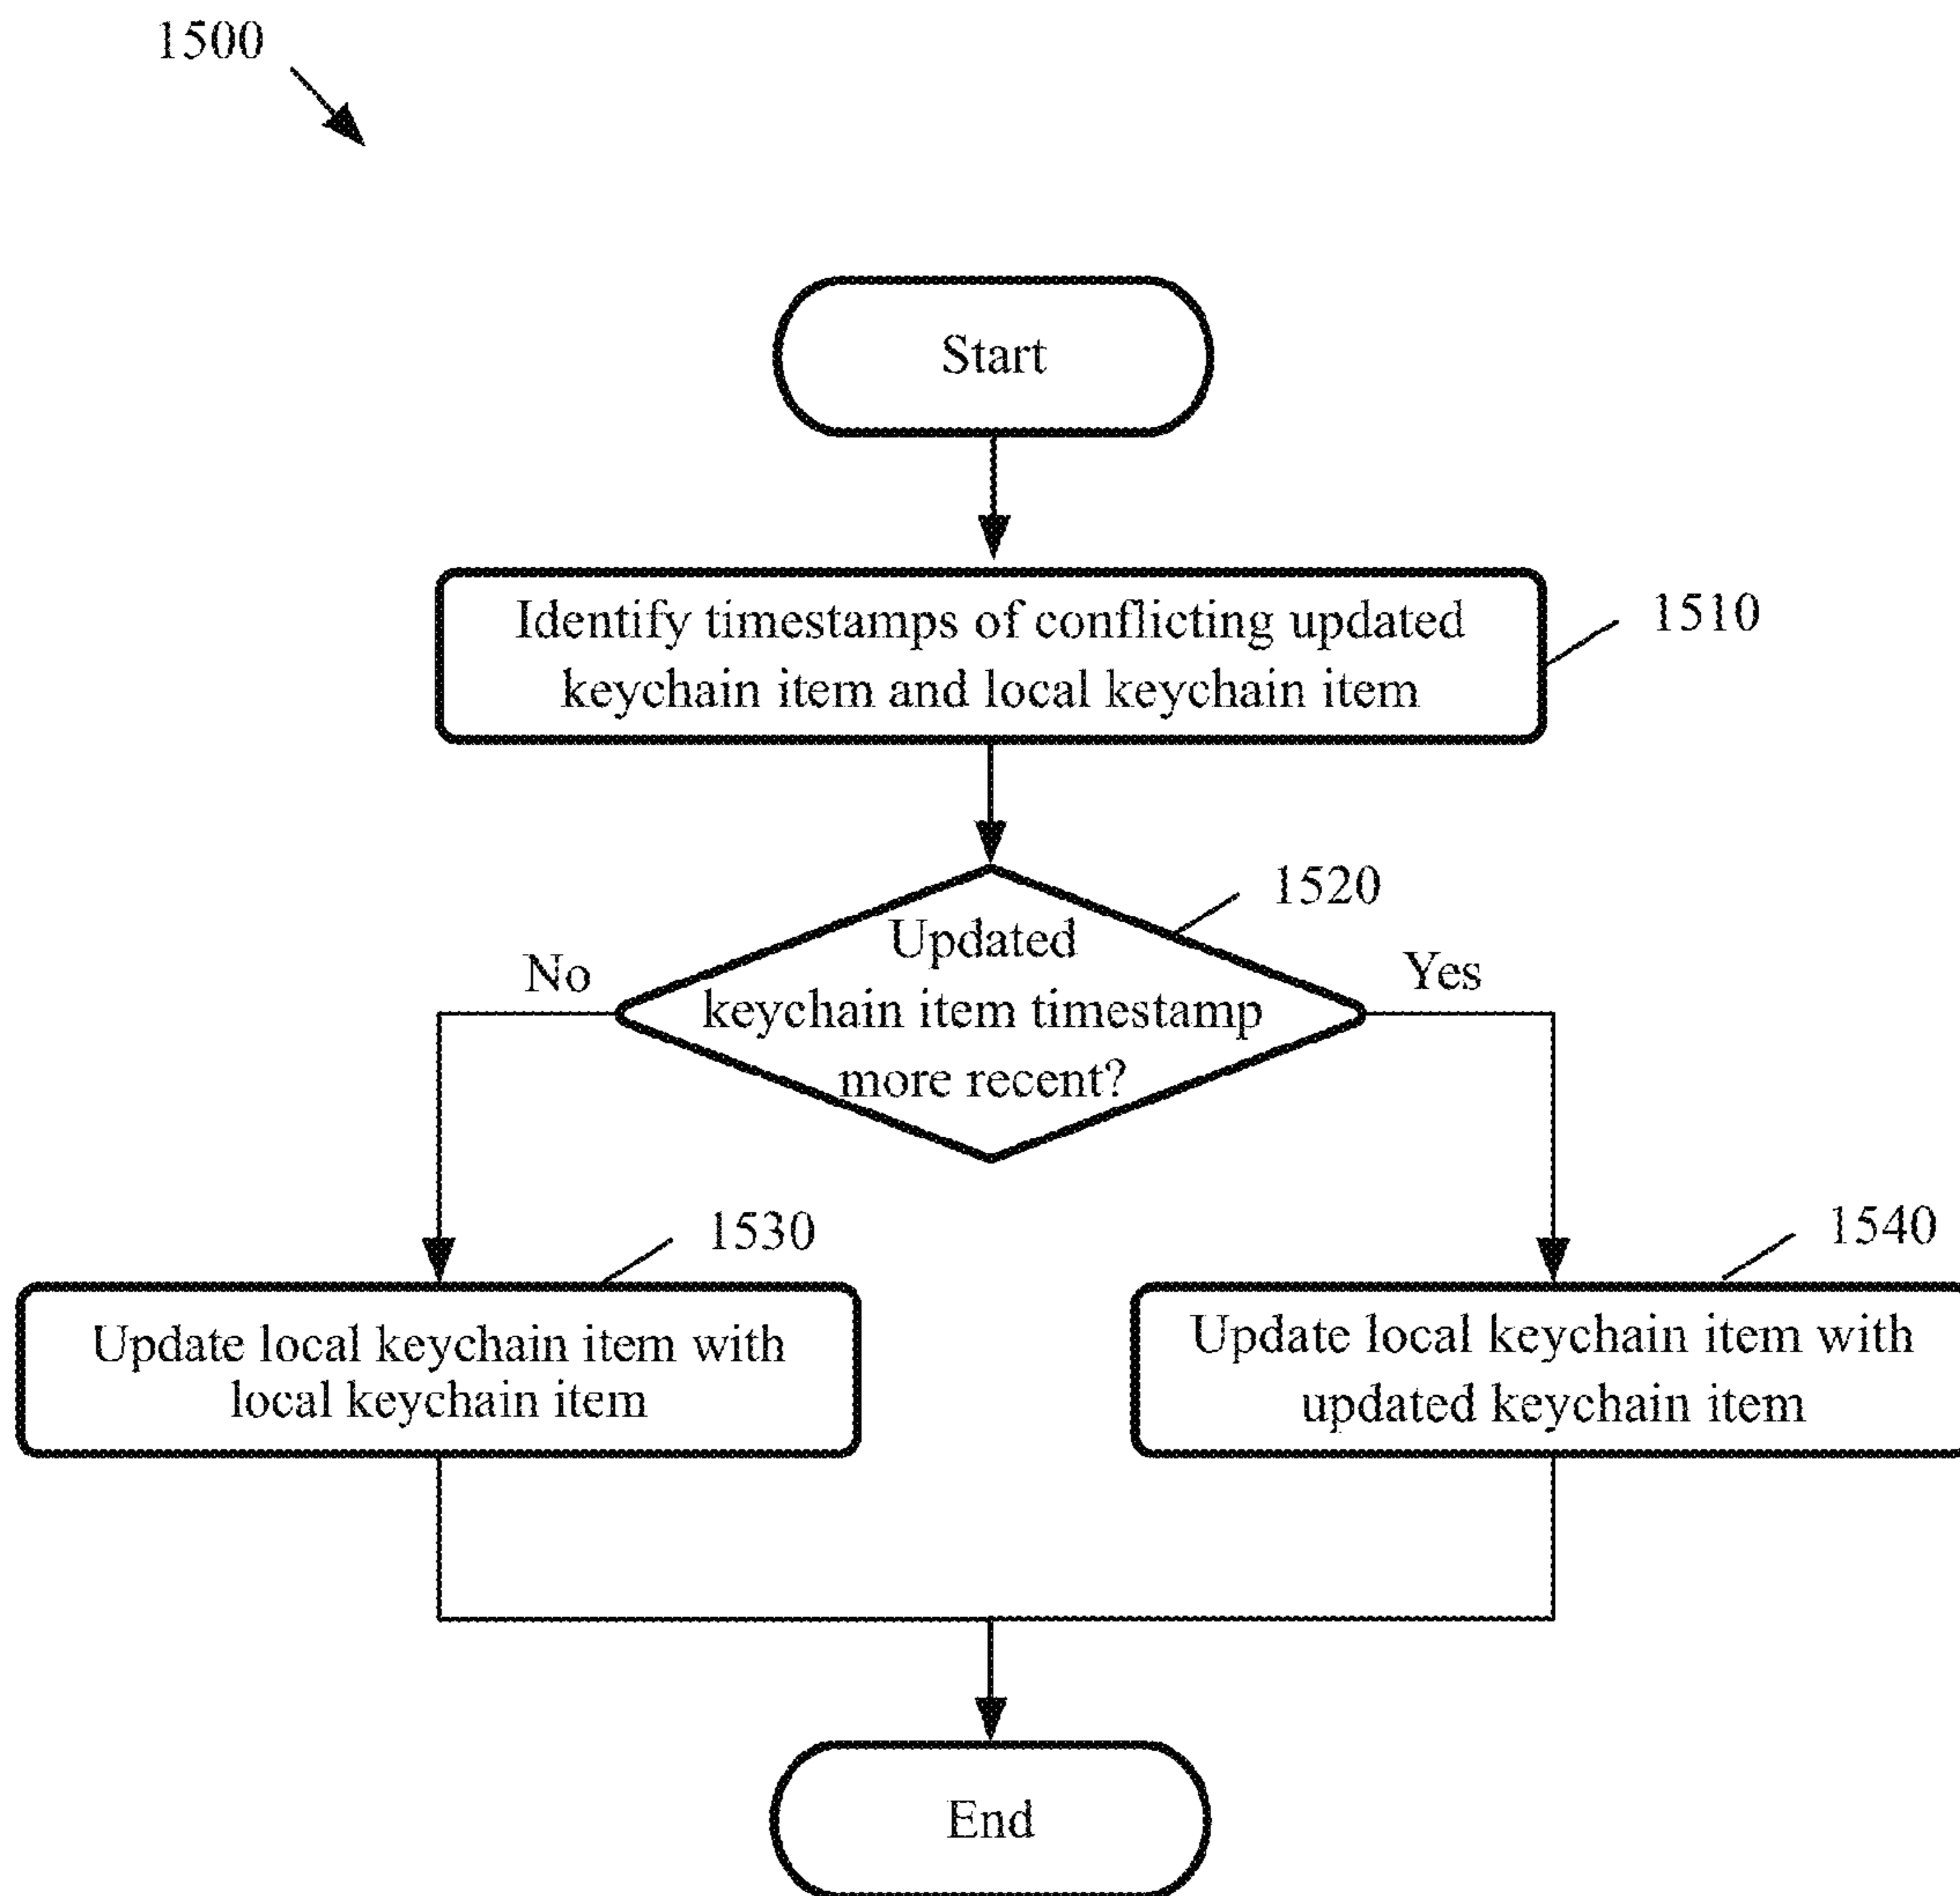 1500
Start
Identify timestamps of conflicting updated
keychain item and local keychain item
1510
1520
Updated
keychain item timestamp
more recent?
No
Yes
1530
1540
Update local keychain item with
local keychain item
Update local keychain item with
updated keychain item
End